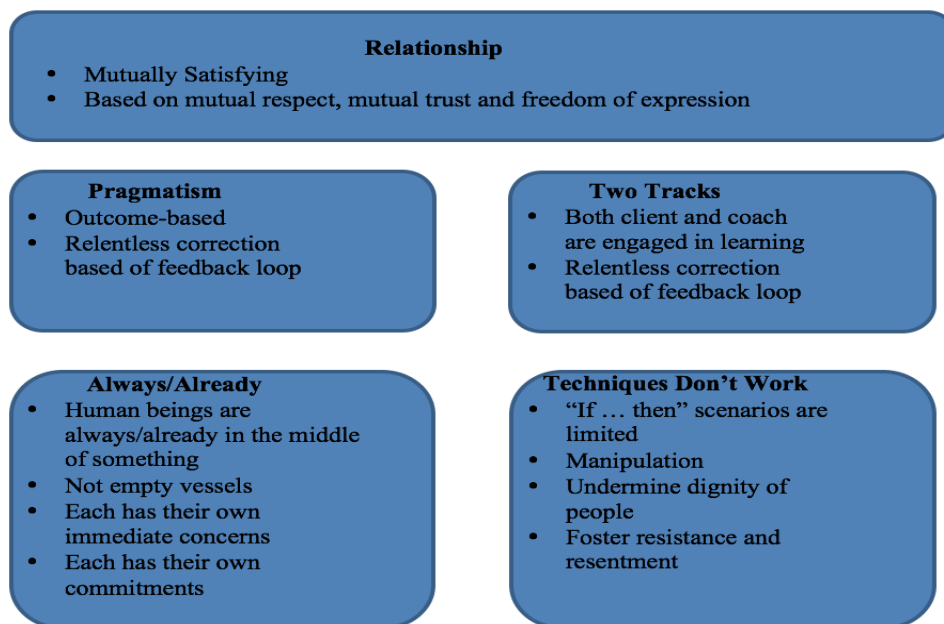 Relationship
• Mutually Satisfying
• Based on mutual respect, mutual trust and freedom of expression
Pragmatism
• Outcome-based
• Relentless correction
based of feedback loop
Two Tracks
• Both client and coach
are engaged in learning
• Relentless correction
based of feedback loop
Always/Already
• Human beings are
always/already in the middle
of something
• Not empty vessels
• Each has their own
immediate concerns
• Each has their own
commitments
Techniques Don’t Work
• “If … then” scenarios are
limited
• Manipulation
• Undermine dignity of
people
• Foster resistance and
resentment